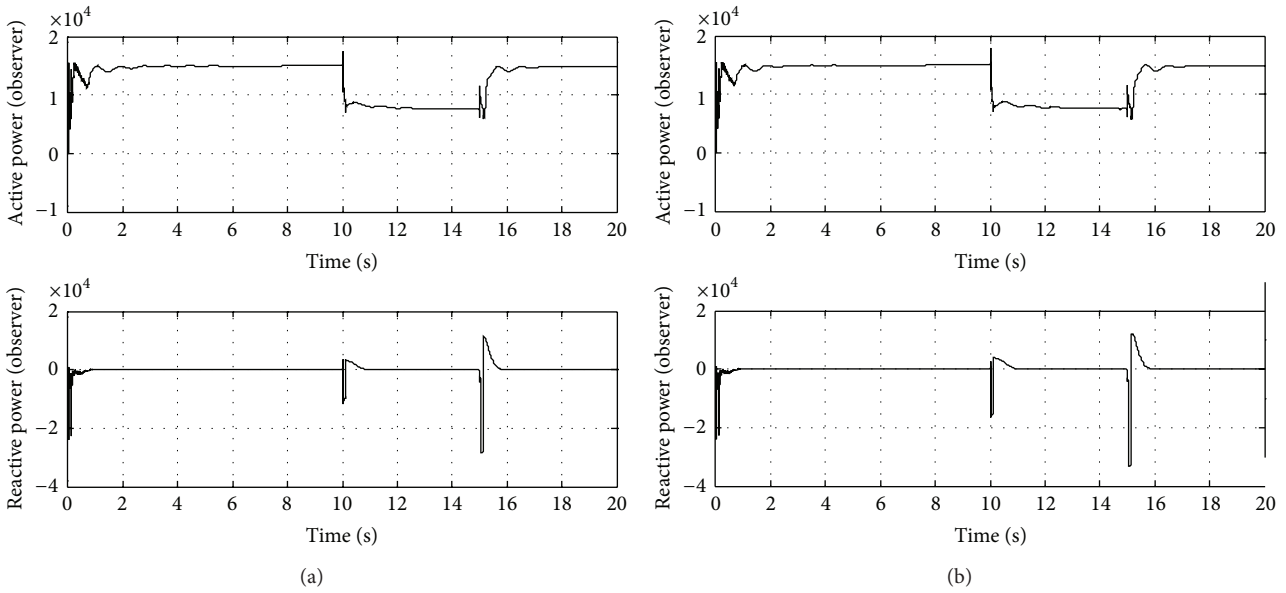 ×10⁴
2
1
0
−1
Active power (observer)
0 2 4 6 8 10 12 14 16 18 20
Time (s)
×10⁴
2
0
−2
−4
Reactive power (observer)
0 2 4 6 8 10 12 14 16 18 20
Time (s)
(a)
×10⁴
2
1
0
−1
Active power (observer)
0 2 4 6 8 10 12 14 16 18 20
Time (s)
×10⁴
2
0
−2
−4
Reactive power (observer)
0 2 4 6 8 10 12 14 16 18 20
Time (s)
(b)